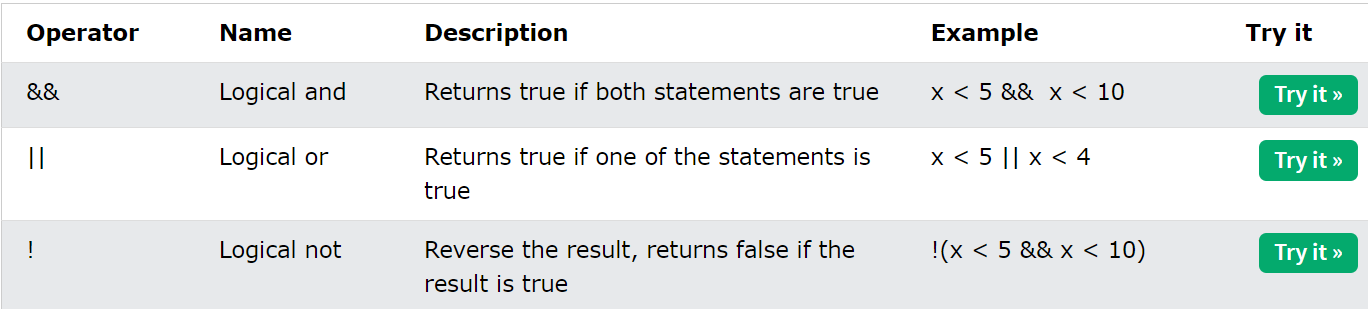 Operator Name Description Example Try it
&& Logical and Returns true if both statements are true x < 5 &&  x < 10 Try it »
|| Logical or Returns true if one of the statements is x < 5 || x < 4 Try it »
true
! Logical not Reverse the result, returns false if the !(x < 5 && x < 10) Try it »
result is true